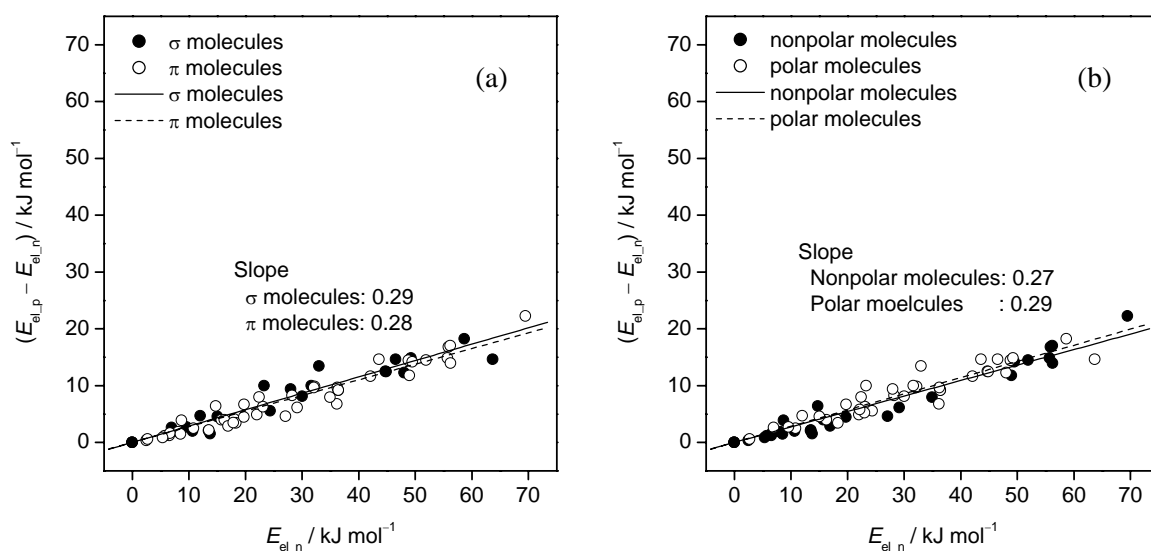 70
60
50
40
30
20
10
0
(E_el_p − E_el_n) / kJ mol⁻¹
σ molecules
π molecules
σ molecules
π molecules
(a)
Slope
σ molecules: 0.29
π molecules: 0.28
0 10 20 30 40 50 60 70
E_el_n / kJ mol⁻¹
70
60
50
40
30
20
10
0
(E_el_p − E_el_n) / kJ mol⁻¹
nonpolar molecules
polar molecules
nonpolar molecules
polar molecules
(b)
Slope
Nonpolar molecules: 0.27
Polar moelcules : 0.29
0 10 20 30 40 50 60 70
E_el_n / kJ mol⁻¹